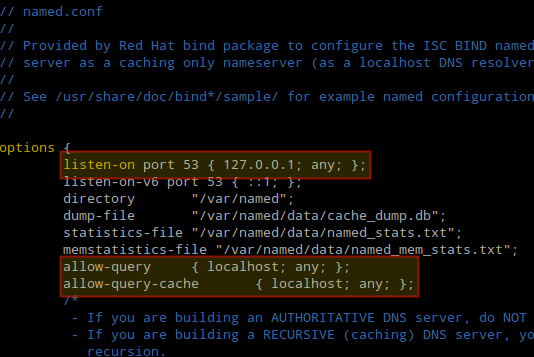 // named.conf
//
// Provided by Red Hat bind package to configure the ISC BIND named
// server as a caching only nameserver (as a localhost DNS resolver
//
// See /usr/share/doc/bind*/sample/ for example named configuration
//
options {
listen-on port 53 { 127.0.0.1; any; };
listen-on-v6 port 53 { ::1; };
directory "/var/named";
dump-file "/var/named/data/cache_dump.db";
statistics-file "/var/named/data/named_stats.txt";
memstatistics-file "/var/named/data/named_mem_stats.txt";
allow-query { localhost; any; };
allow-query-cache { localhost; any; };
/*
- If you are building an AUTHORITATIVE DNS server, do NOT
- If you are building a RECURSIVE (caching) DNS server, yo
recursion.